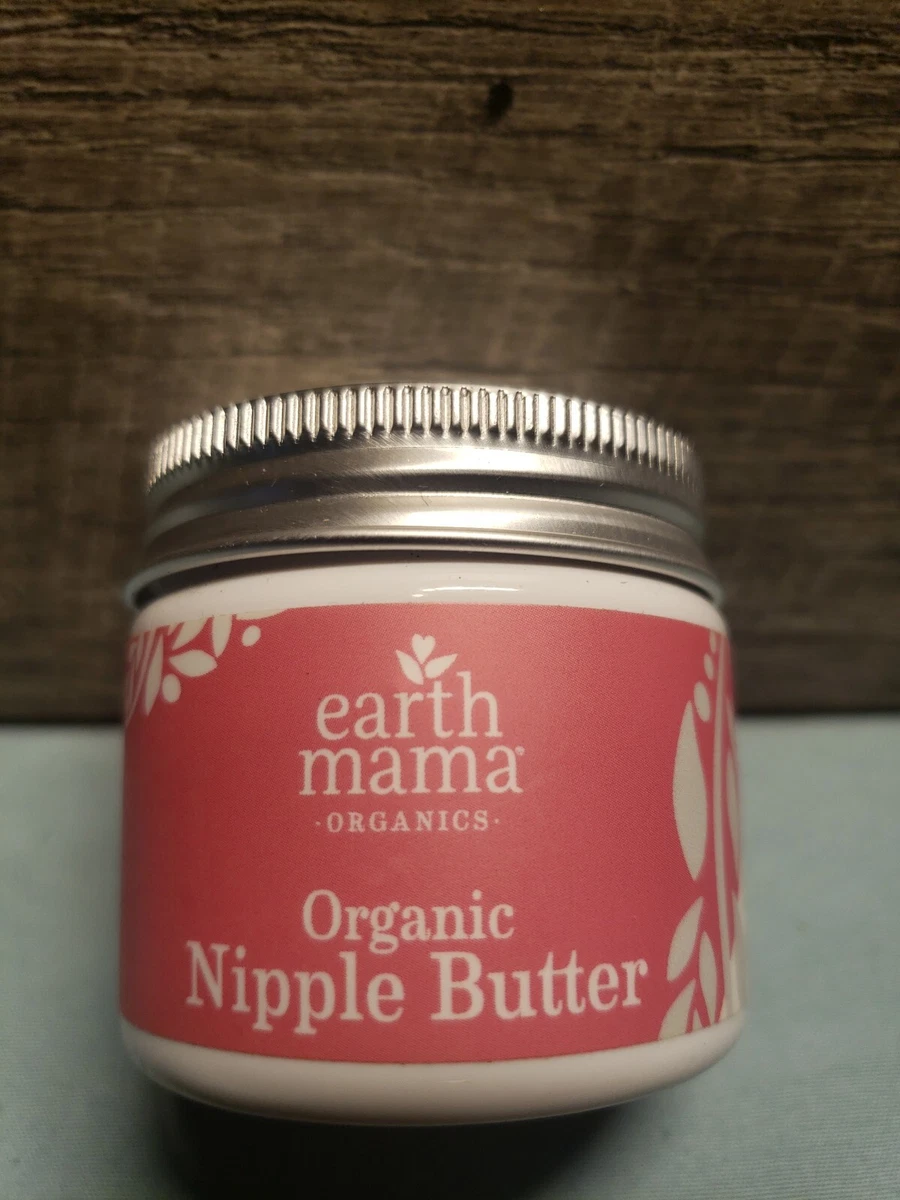 earth
mama®
·ORGANICS·
Organic
Nipple Butter